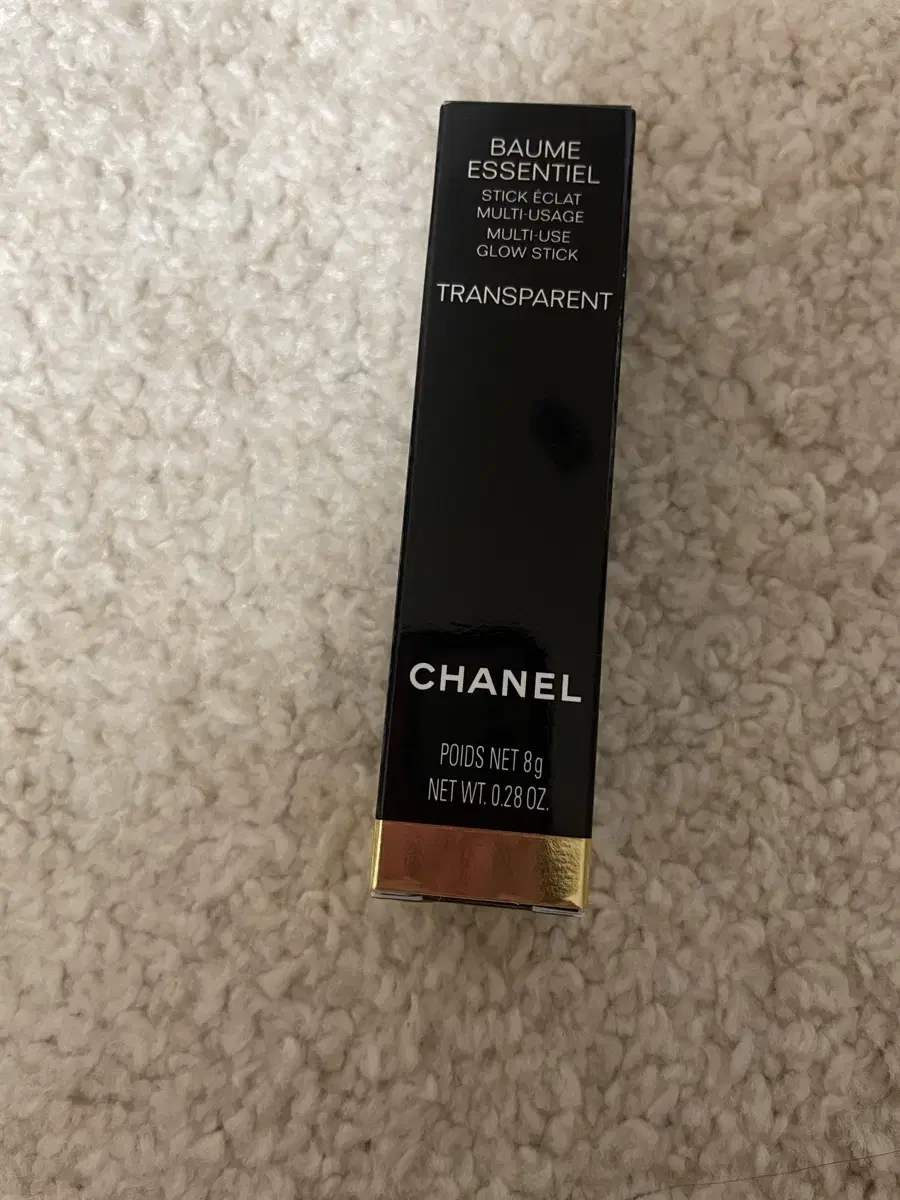 BAUME
ESSENTIEL
STICK ÉCLAT
MULTI-USAGE
MULTI-USE
GLOW STICK
TRANSPARENT
CHANEL
POIDS NET 8g
NET WT. 0.28 OZ.